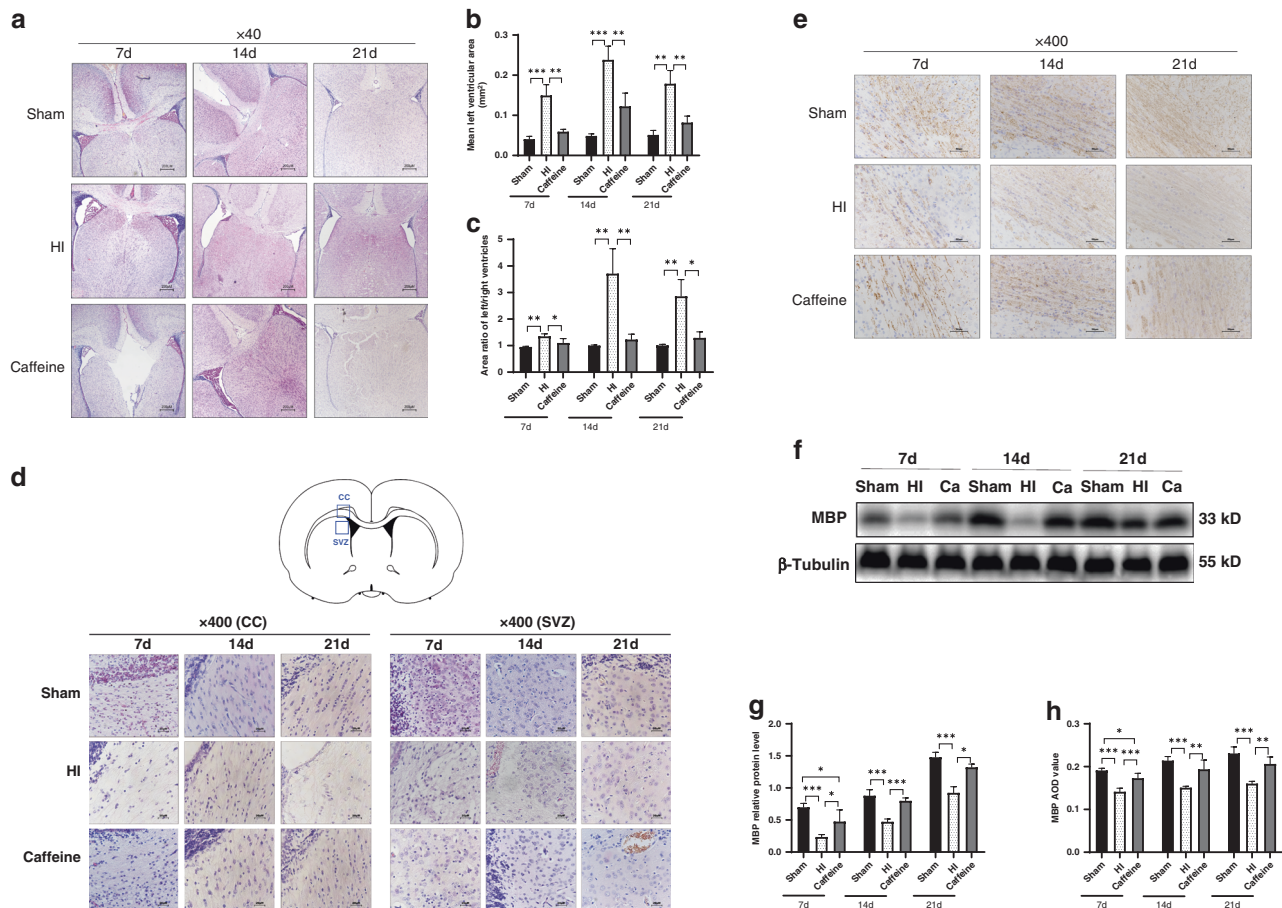 a
×40
7d 14d 21d
Sham
HI
Caffeine
b
Mean left ventricular area
(mm²)
0.3
0.2
0.1
0.0
*** ** *** ** ** **
Sham HI Caffeine Sham HI Caffeine Sham HI Caffeine
7d 14d 21d
c
Area ratio of left/right ventricles
5
4
3
2
1
0
** * ** ** ** *
Sham HI Caffeine Sham HI Caffeine Sham HI Caffeine
7d 14d 21d
d
CC
SVZ
×400 (CC) ×400 (SVZ)
7d 14d 21d 7d 14d 21d
Sham
HI
Caffeine
e
×400
7d 14d 21d
Sham
HI
Caffeine
f
7d 14d 21d
Sham HI Ca Sham HI Ca Sham HI Ca
MBP 33 kD
β-Tubulin 55 kD
g
MBP relative protein level
2.0
1.5
1.0
0.5
0.0
*
*** * *** *** *** *
Sham HI Caffeine Sham HI Caffeine Sham HI Caffeine
7d 14d 21d
h
MBP AOD value
0.3
0.2
0.1
0.0
*
*** *** *** ** *** **
Sham HI Caffeine Sham HI Caffeine Sham HI Caffeine
7d 14d 21d